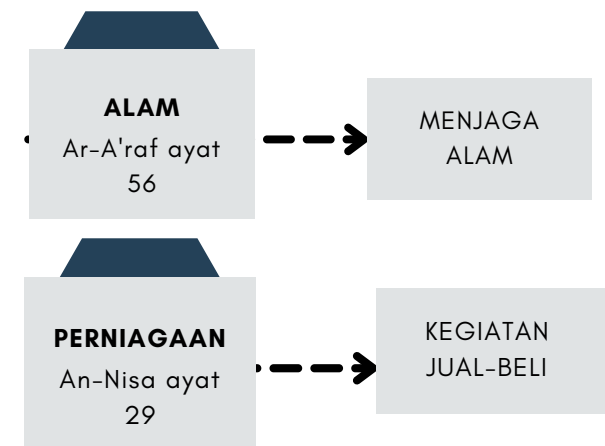 ALAM
Ar-A'raf ayat
56
MENJAGA
ALAM
PERNIAGAAN
An-Nisa ayat
29
KEGIATAN
JUAL-BELI